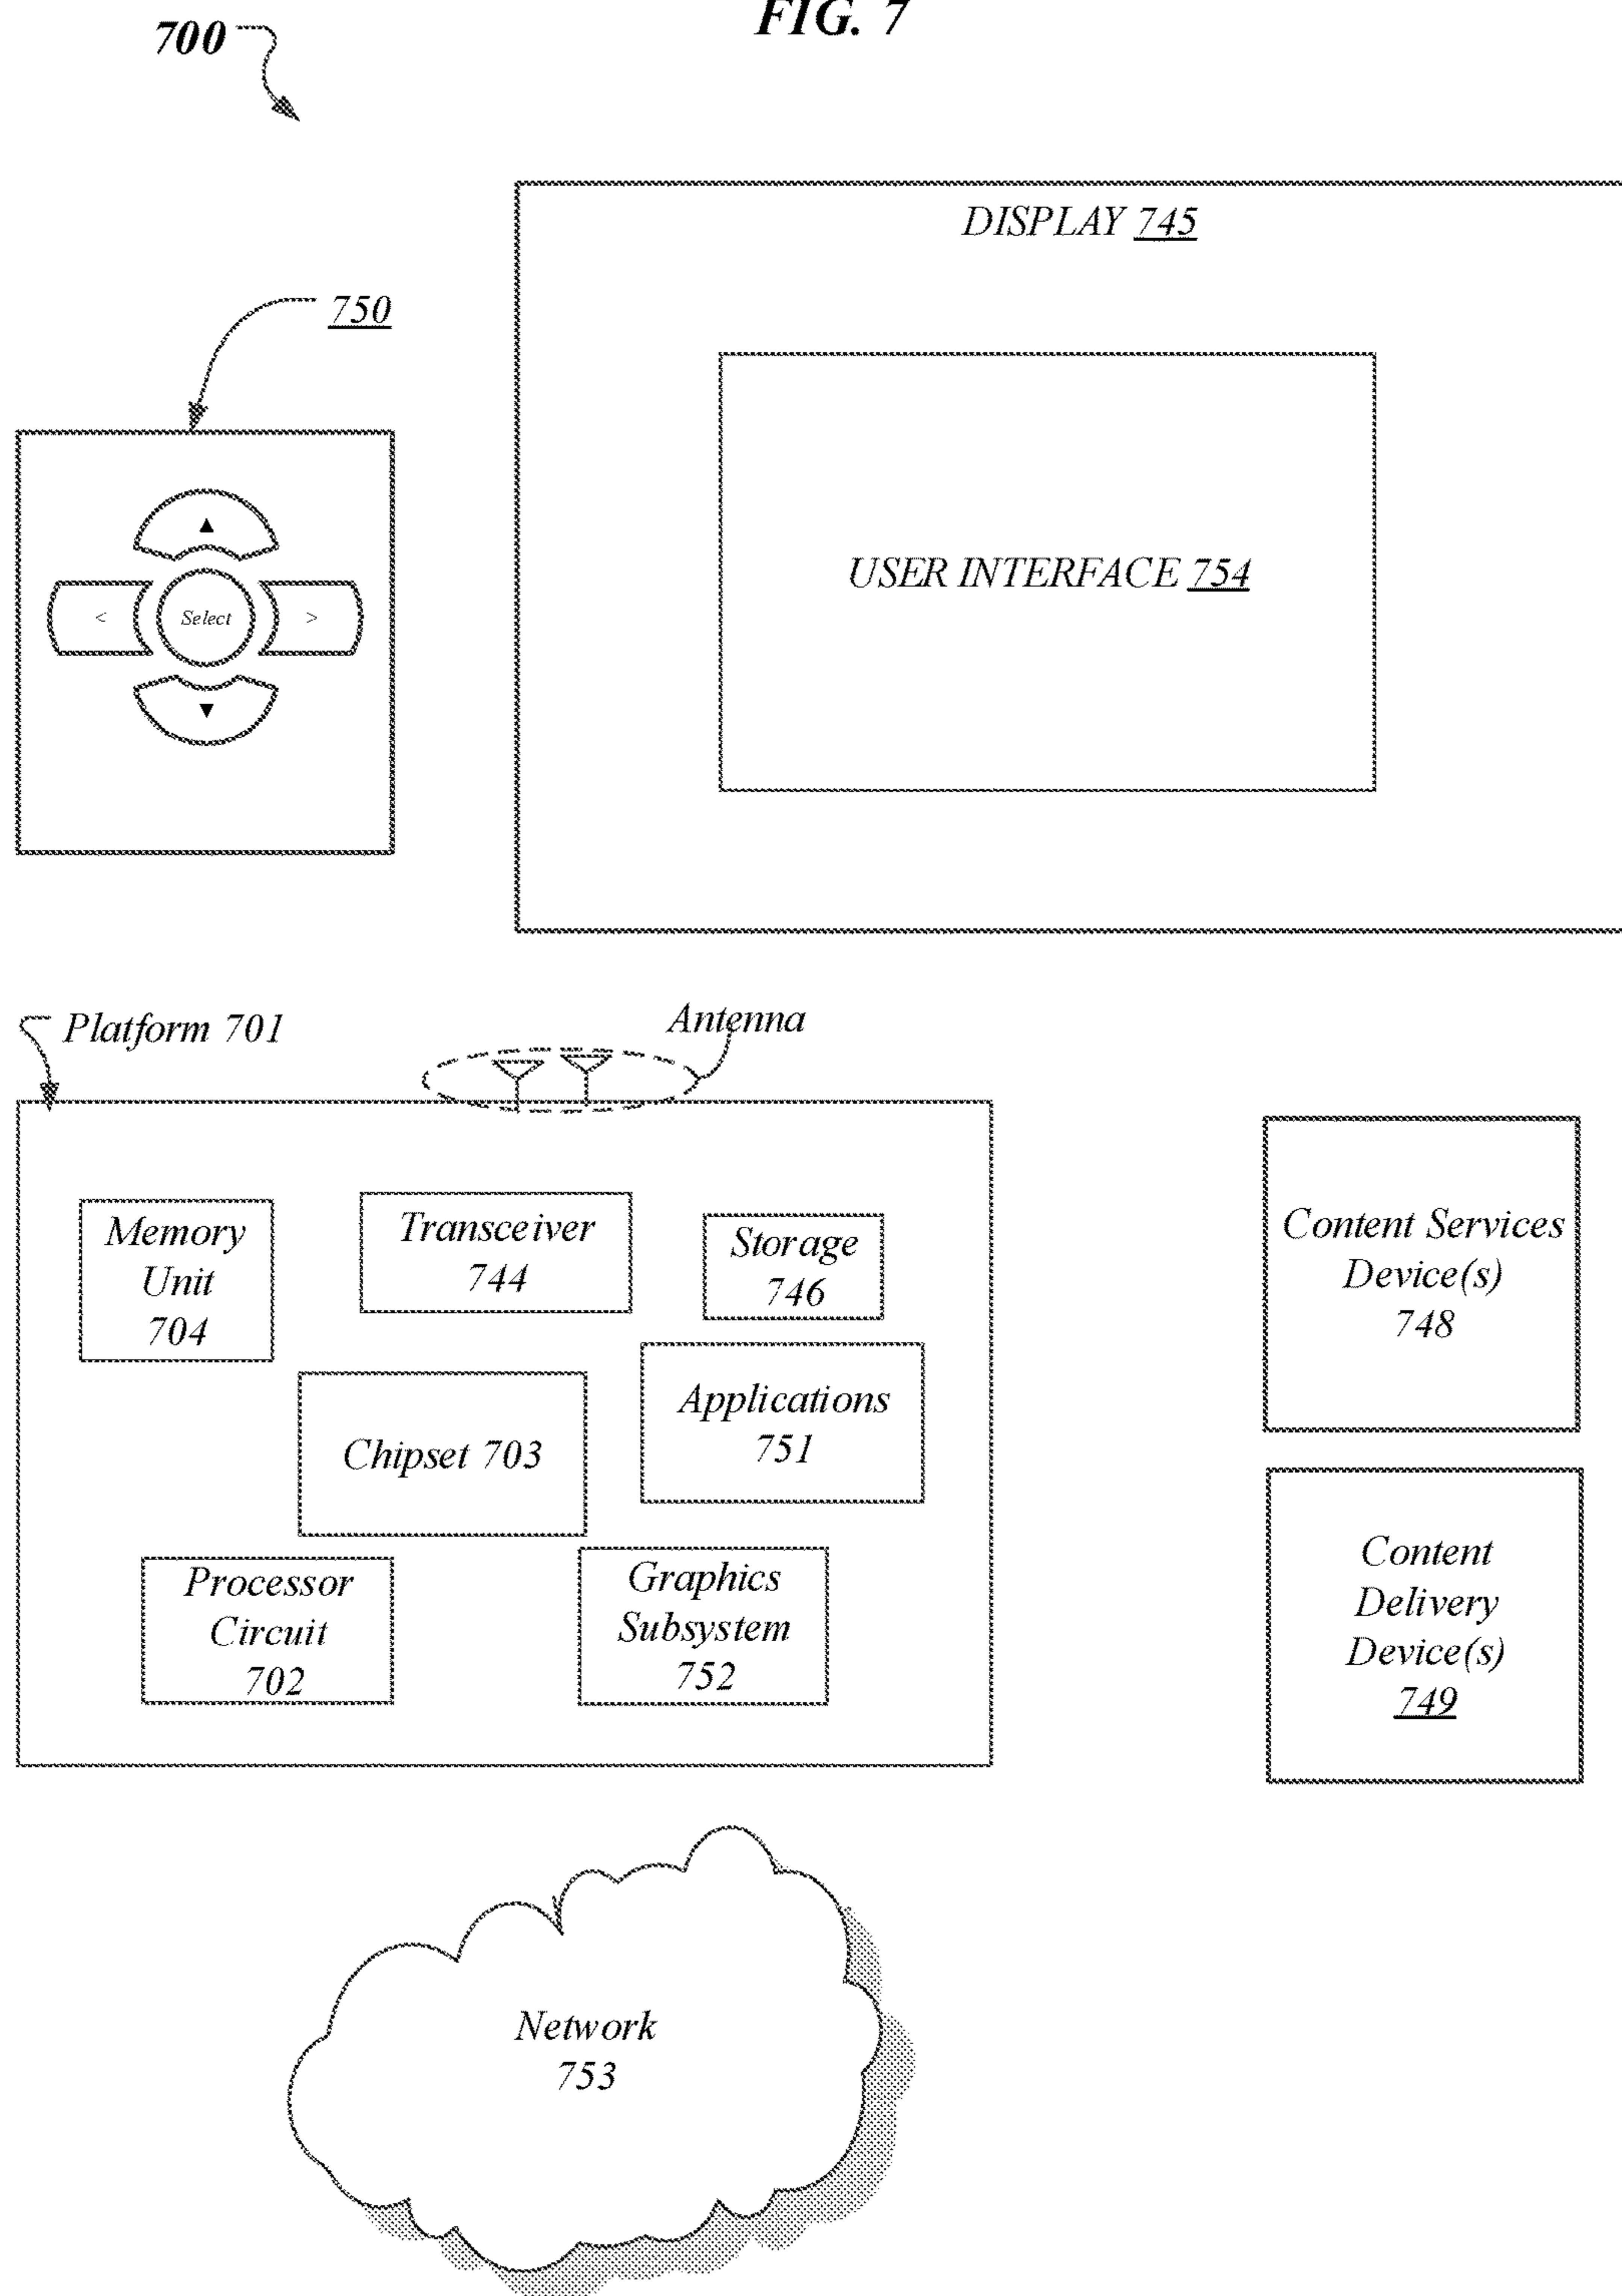 FIG. 7
700
DISPLAY 745
750
USER INTERFACE 754
▲
<
Select
>
▼
Platform 701
Antenna
Memory
Unit
704
Transceiver
744
Storage
746
Chipset 703
Applications
751
Processor
Circuit
702
Graphics
Subsystem
752
Content Services
Device(s)
748
Content
Delivery
Device(s)
749
Network
753